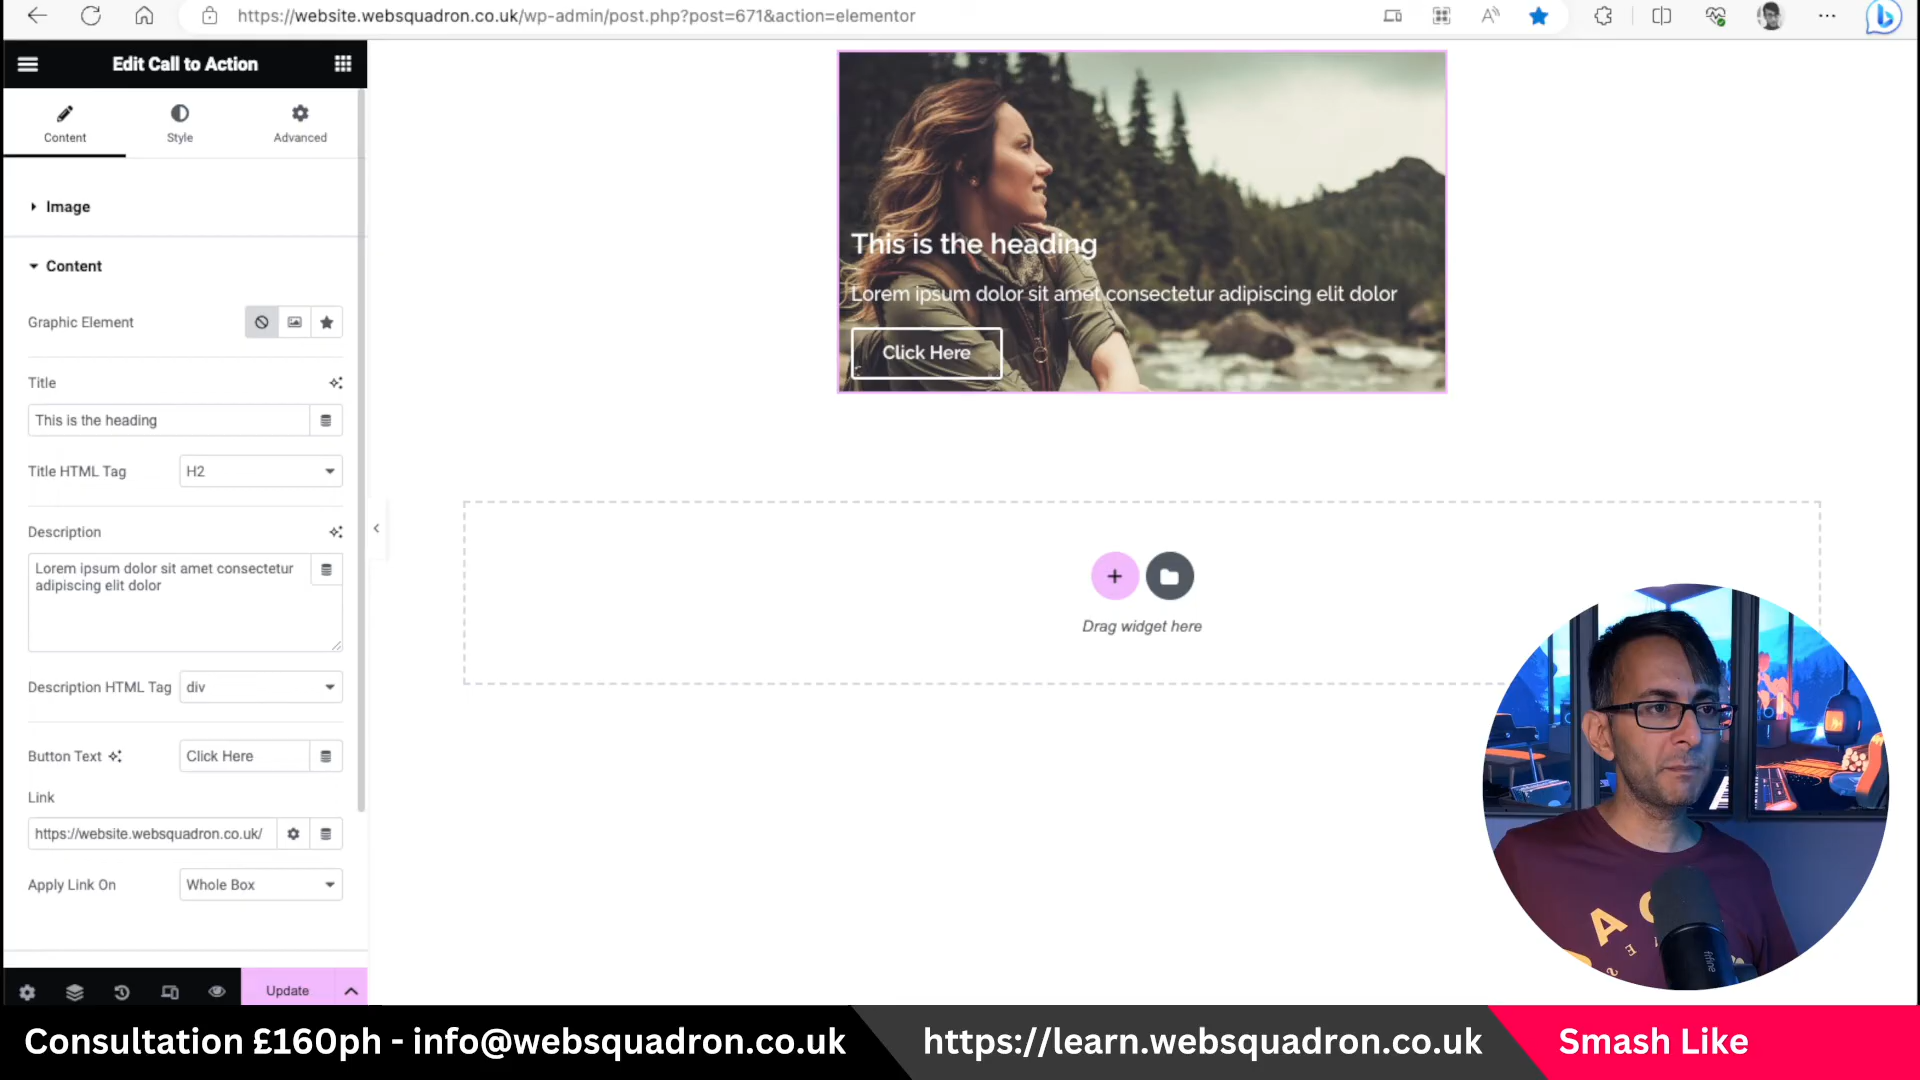 https://website.websquadron.co.uk/wp-admin/post.php?post=671&action=elementor
Edit Call to Action
Content
Style
Advanced
Image
Content
Graphic Element
Title
This is the heading
Title HTML Tag
H2
Description
Lorem ipsum dolor sit amet consectetur
adipiscing elit dolor
Description HTML Tag
div
Button Text
Click Here
Link
https://website.websquadron.co.uk/
Apply Link On
Whole Box
Update
This is the heading
Lorem ipsum dolor sit amet consectetur adipiscing elit dolor
Click Here
Drag widget here
Consultation £160ph - info@websquadron.co.uk
https://learn.websquadron.co.uk
Smash Like